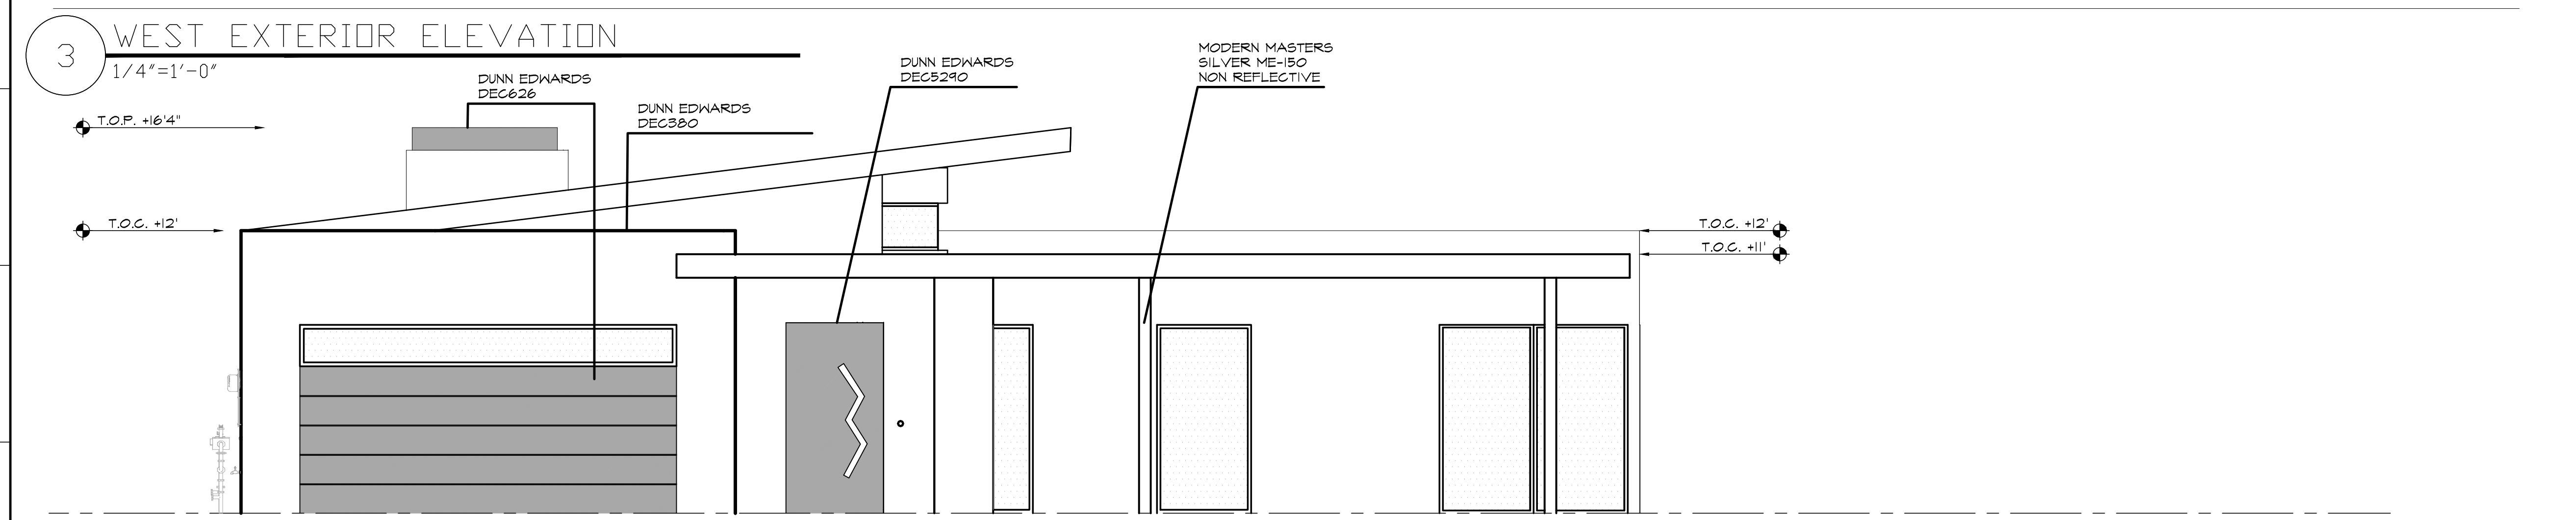 3
WEST EXTERIOR ELEVATION
1/4"=1'-0"
DUNN EDWARDS
DEC626
DUNN EDWARDS
DEC380
DUNN EDWARDS
DEC5290
MODERN MASTERS
SILVER ME-150
NON REFLECTIVE
T.O.P. +16'4"
T.O.C. +12'
T.O.C. +12'
T.O.C. +11'